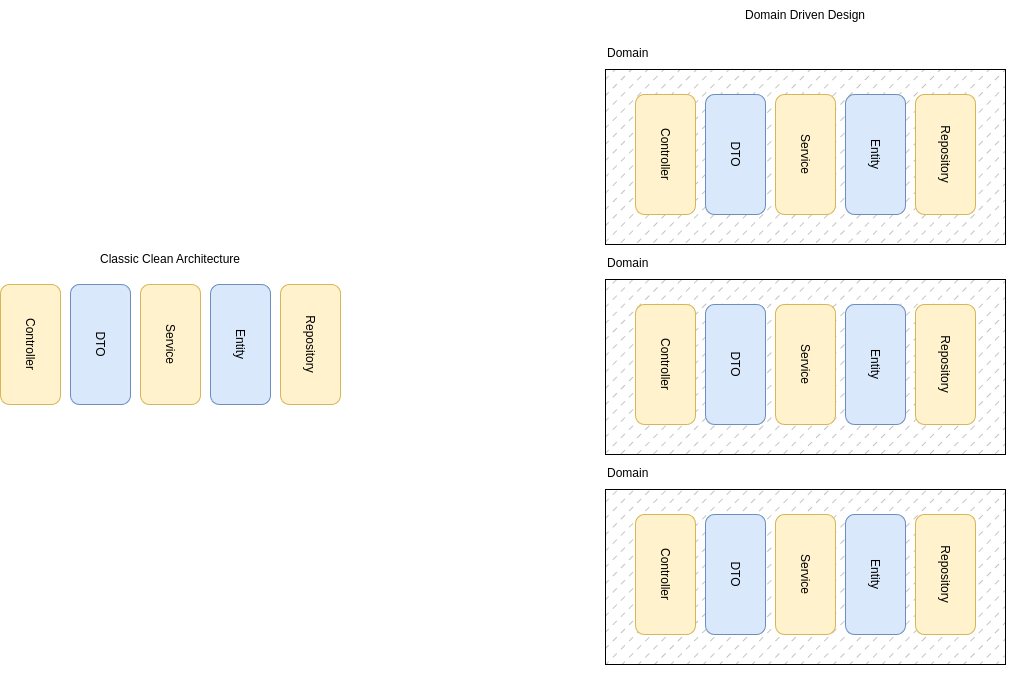 Classic Clean Architecture
Controller
DTO
Service
Entity
Repository
Domain Driven Design
Domain
Controller
DTO
Service
Entity
Repository
Domain
Controller
DTO
Service
Entity
Repository
Domain
Controller
DTO
Service
Entity
Repository